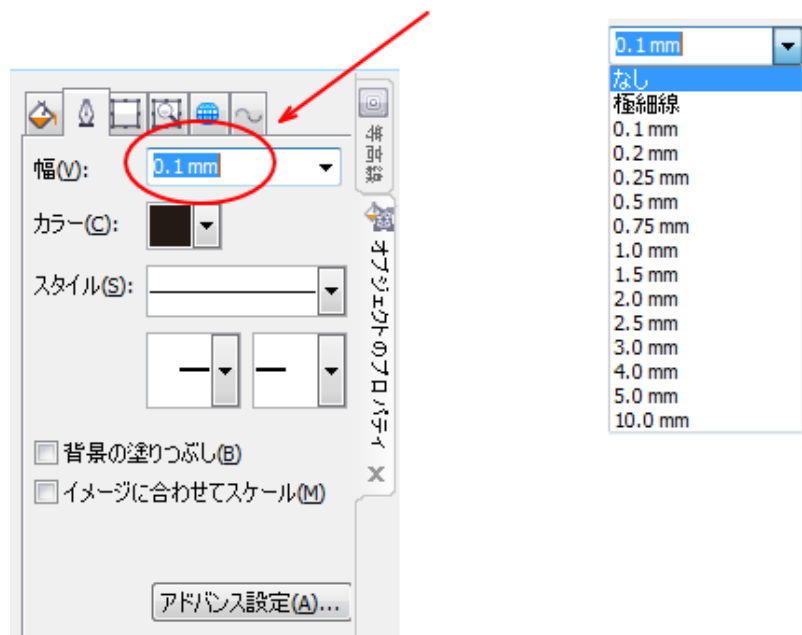 幅(V):
0.1 mm
カラー(C):
スタイル(S):
背景の塗りつぶし(B)
イメージに合わせてスケール(M)
アドバンス設定(A)...
オブジェクトのプロパティ
0.1 mm
なし
極細線
0.1 mm
0.2 mm
0.25 mm
0.5 mm
0.75 mm
1.0 mm
1.5 mm
2.0 mm
2.5 mm
3.0 mm
4.0 mm
5.0 mm
10.0 mm